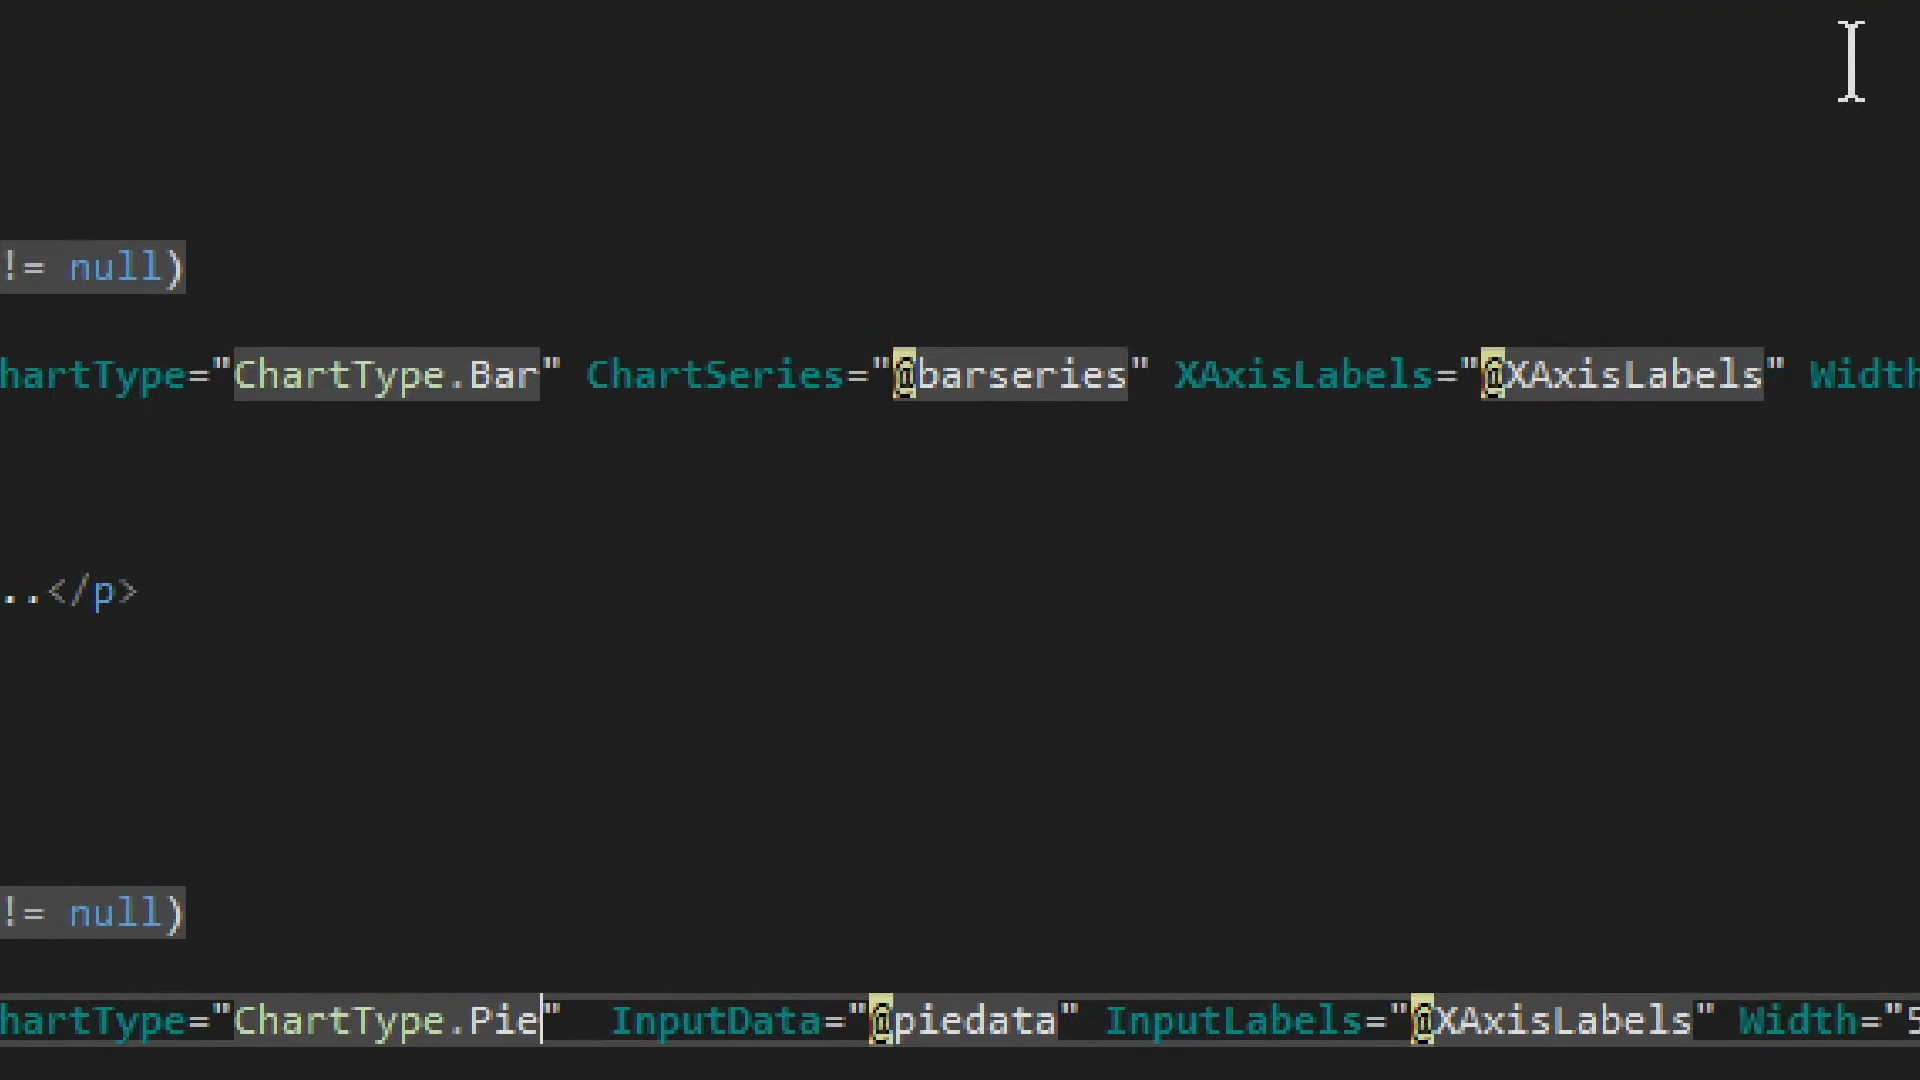 != null)
hartType="ChartType.Bar" ChartSeries="@barseries" XAxisLabels="@XAxisLabels" Width
..</p>
!= null)
hartType="ChartType.Pie"  InputData="@piedata" InputLabels="@XAxisLabels" Width="5